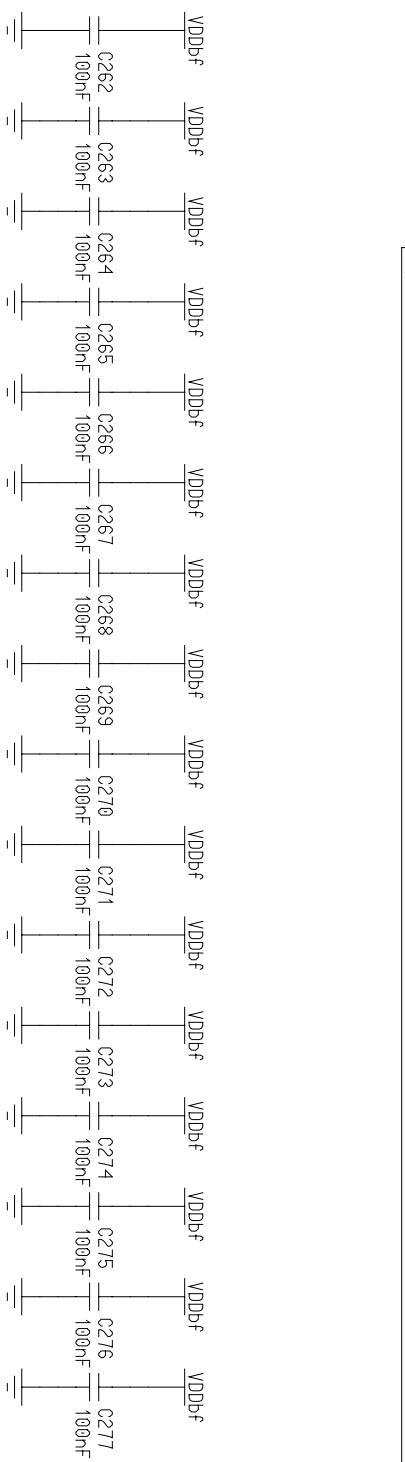 VDDbf
C262
100nF
VDDbf
C263
100nF
VDDbf
C264
100nF
VDDbf
C265
100nF
VDDbf
C266
100nF
VDDbf
C267
100nF
VDDbf
C268
100nF
VDDbf
C269
100nF
VDDbf
C270
100nF
VDDbf
C271
100nF
VDDbf
C272
100nF
VDDbf
C273
100nF
VDDbf
C274
100nF
VDDbf
C275
100nF
VDDbf
C276
100nF
VDDbf
C277
100nF